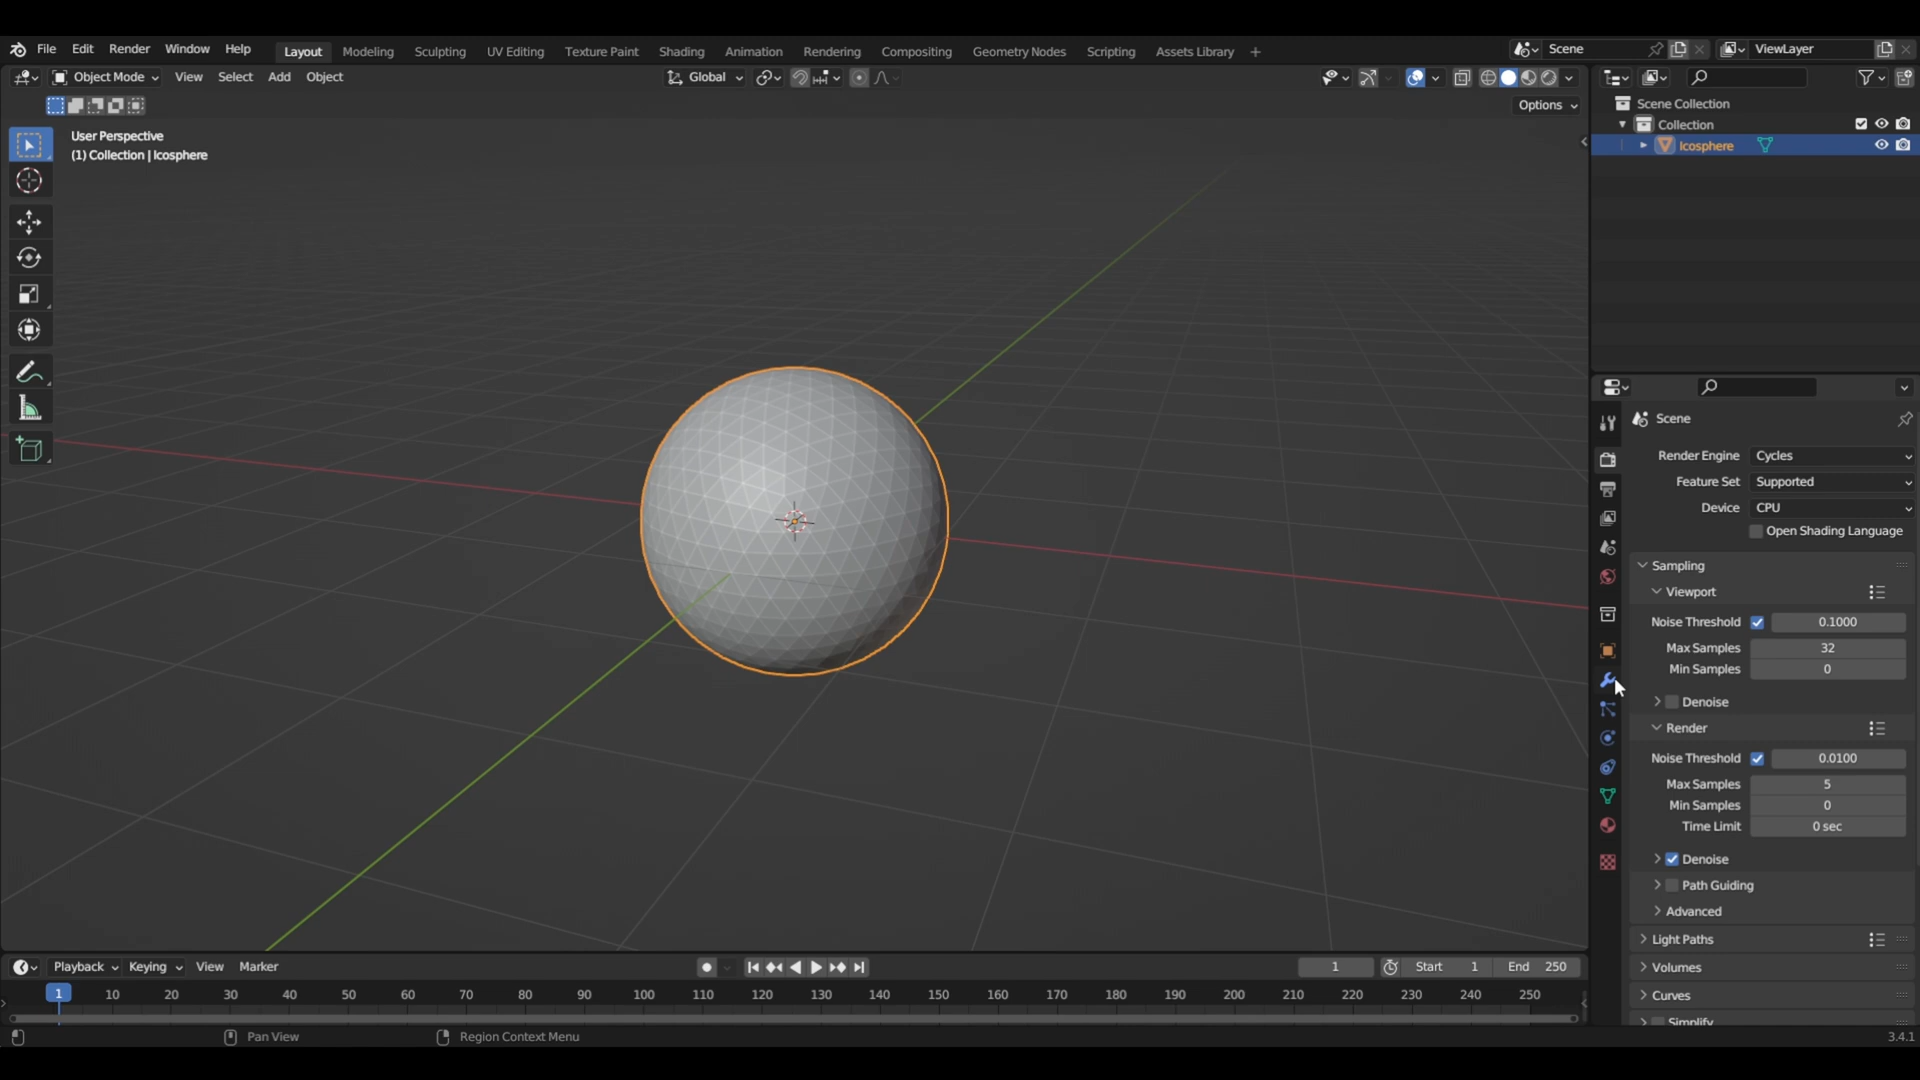 File Edit Render Window Help Layout Modeling Sculpting UV Editing Texture Paint Shading Animation Rendering Compositing Geometry Nodes Scripting Assets Library + Scene ViewLayer
Object Mode View Select Add Object Global
Options
User Perspective
(1) Collection | Icosphere
Scene Collection
Collection
Icosphere
Scene
Render Engine Cycles
Feature Set Supported
Device CPU
Open Shading Language
Sampling
Viewport
Noise Threshold 0.1000
Max Samples 32
Min Samples 0
Denoise
Render
Noise Threshold 0.0100
Max Samples 5
Min Samples 0
Time Limit 0 sec
Denoise
Path Guiding
Advanced
Light Paths
Volumes
Curves
Simplify
Playback Keying View Marker 1 Start 1 End 250
1 10 20 30 40 50 60 70 80 90 100 110 120 130 140 150 160 170 180 190 200 210 220 230 240 250
Pan View Region Context Menu 3.4.1